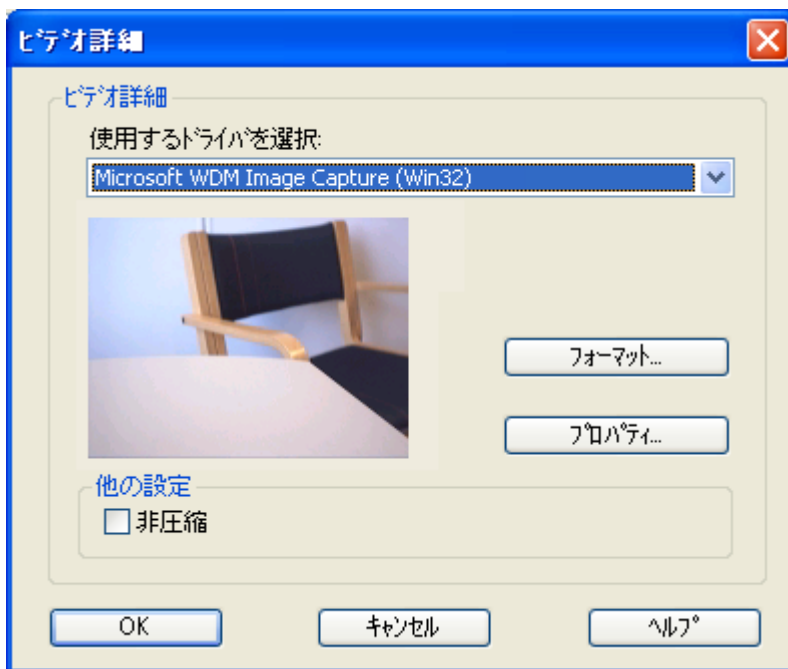 ﾋﾞﾃﾞｵ詳細
ﾋﾞﾃﾞｵ詳細
使用するﾄﾞﾗｲﾊﾞを選択:
Microsoft WDM Image Capture (Win32)
ﾌｫｰﾏｯﾄ...
ﾌﾟﾛﾊﾟﾃｨ...
他の設定
非圧縮
OK
ｷｬﾝｾﾙ
ﾍﾙﾌﾟ